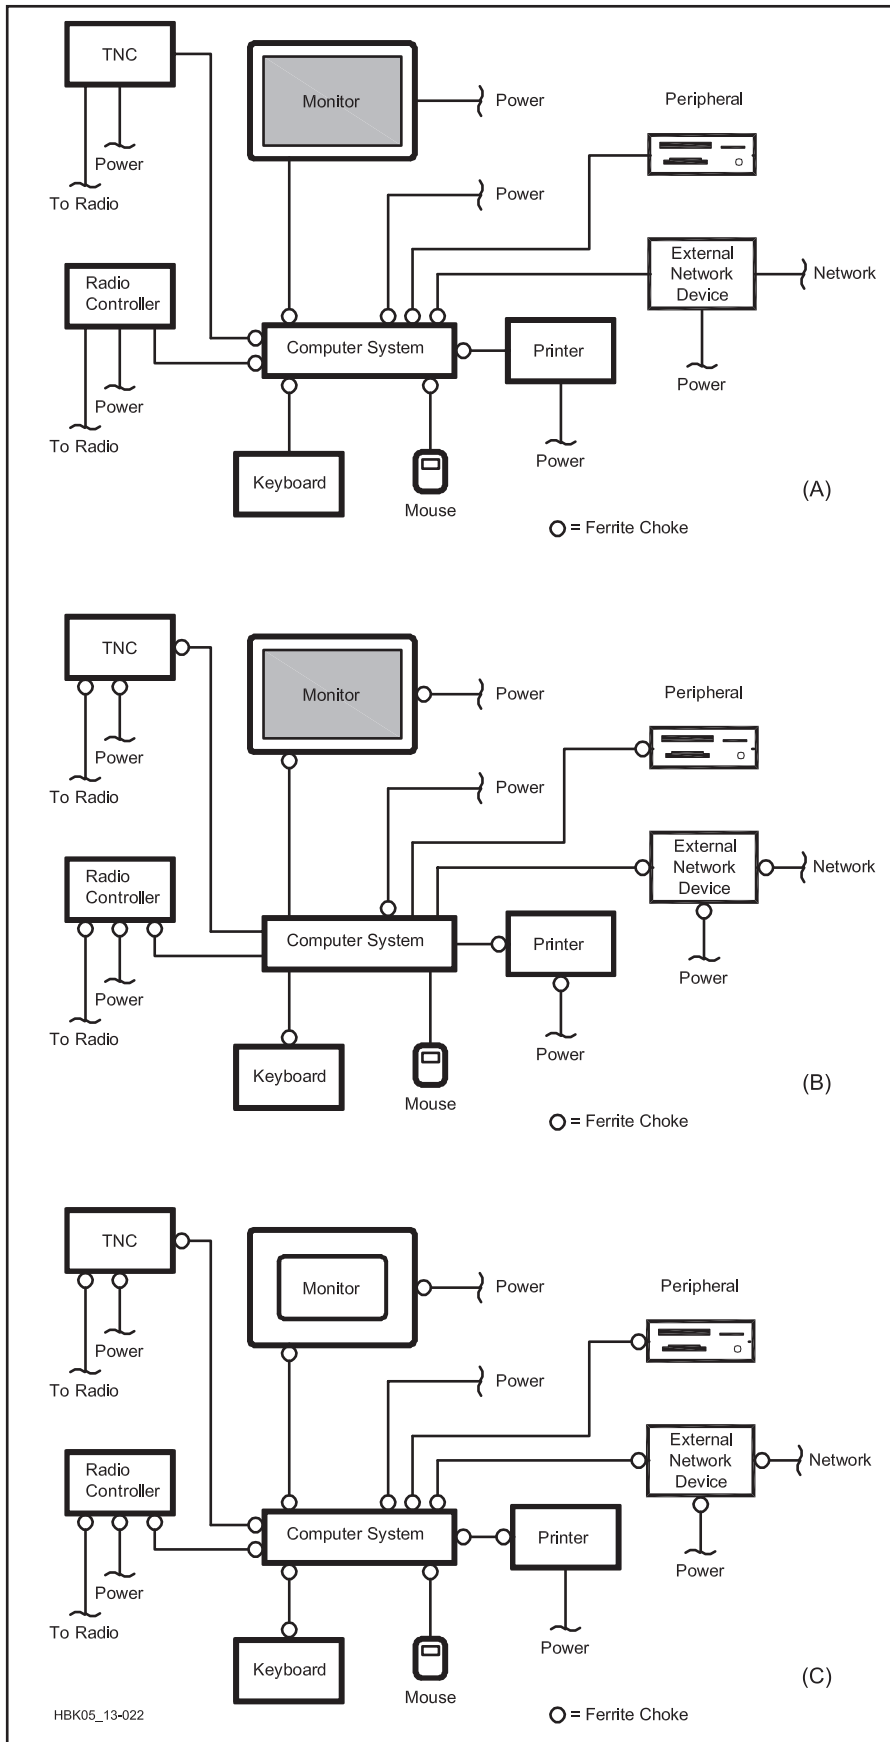 TNC
Monitor
Power
Peripheral
Power
To Radio
Power
External
Network
Device
Network
Radio
Controller
Computer System
Printer
Power
Power
To Radio
Power
Keyboard
Mouse
(A)
= Ferrite Choke
TNC
Monitor
Power
Peripheral
Power
To Radio
Power
External
Network
Device
Network
Radio
Controller
Computer System
Printer
Power
Power
To Radio
Power
Keyboard
Mouse
(B)
= Ferrite Choke
TNC
Monitor
Power
Peripheral
Power
To Radio
Power
External
Network
Device
Network
Radio
Controller
Computer System
Printer
Power
Power
To Radio
Power
Keyboard
Mouse
(C)
HBK05_13-022
= Ferrite Choke